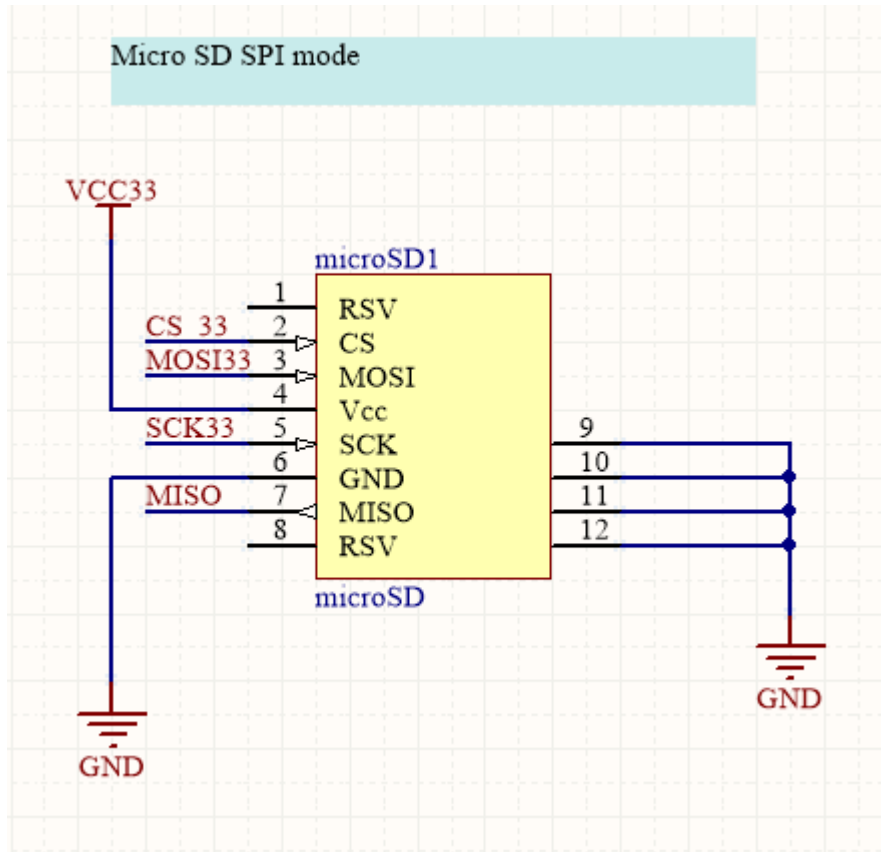 Micro SD SPI mode
VCC33
microSD1
1 RSV
CS_33 2 CS
MOSI33 3 MOSI
4 Vcc
SCK33 5 SCK 9
6 GND 10
MISO 7 MISO 11
8 RSV 12
microSD
GND
GND